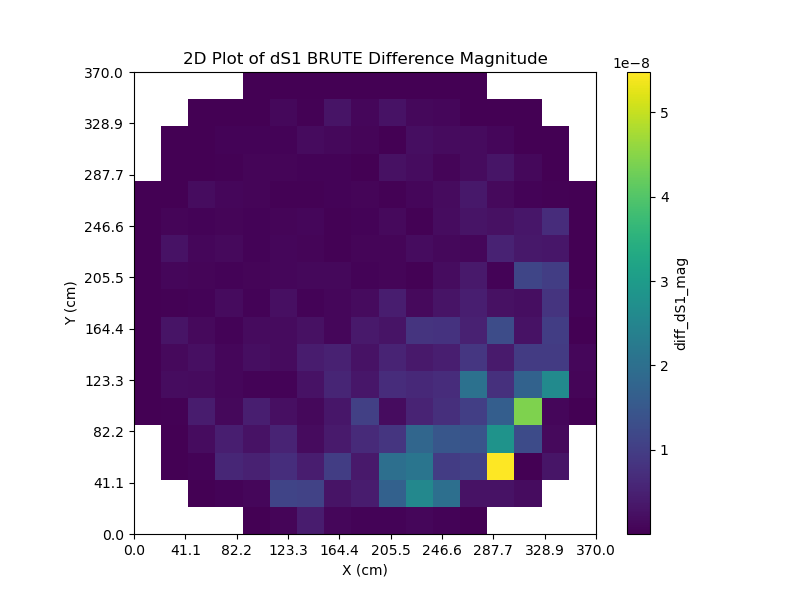 2D Plot of dS1 BRUTE Difference Magnitude
1e−8
370.0
328.9
287.7
246.6
205.5
164.4
123.3
82.2
41.1
0.0
Y (cm)
0.0 41.1 82.2 123.3 164.4 205.5 246.6 287.7 328.9 370.0
X (cm)
5
4
3
2
1
diff_dS1_mag